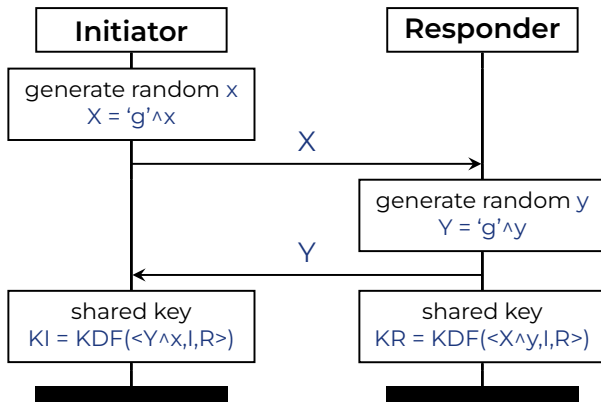 Initiator
Responder
generate random x
X = ‘g’^x
X
generate random y
Y = ‘g’^y
Y
shared key
KI = KDF(<Y^x,I,R>)
shared key
KR = KDF(<X^y,I,R>)